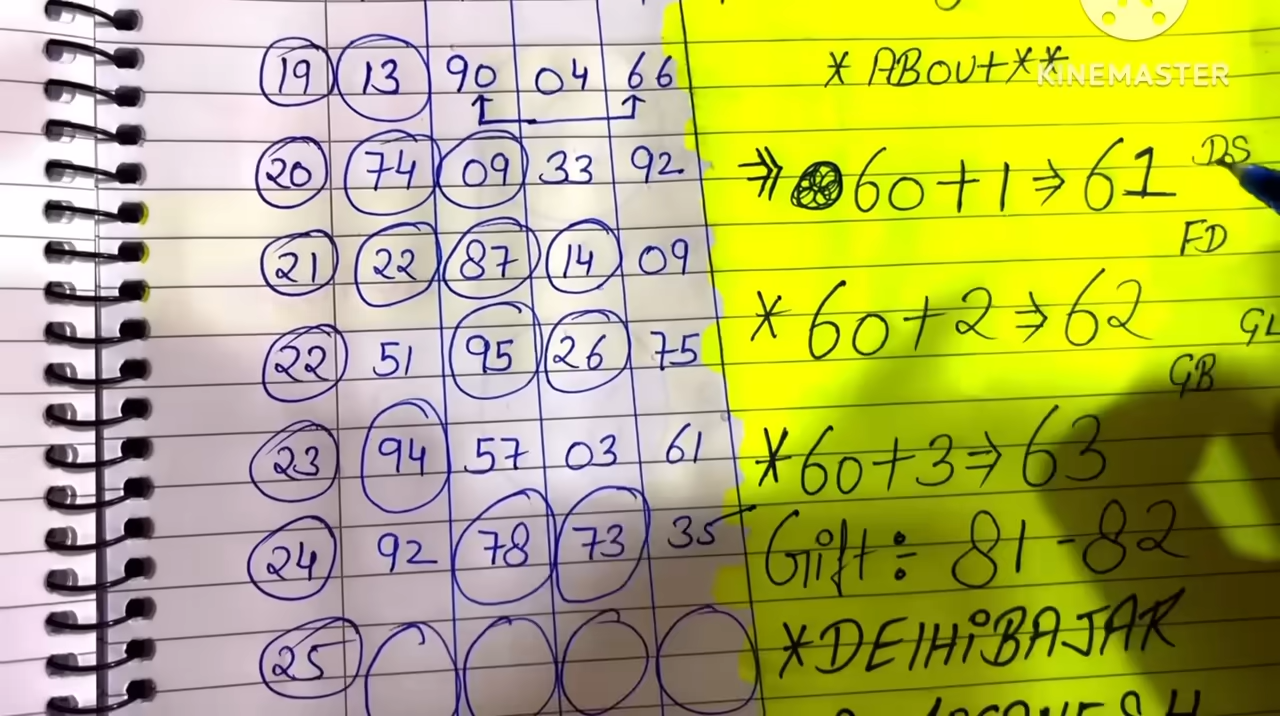 19 13 90 04 66
20 74 09 33 92
21 22 87 14 09
22 51 95 26 75
23 94 57 03 61
24 92 78 73 35
25
* ABOUT **
KINEMASTER
60+1⇒61 DS
FD
* 60+2⇒62
GL
GB
* 60+3⇒63
Gift÷ 81-82
*DElHiBAJAR